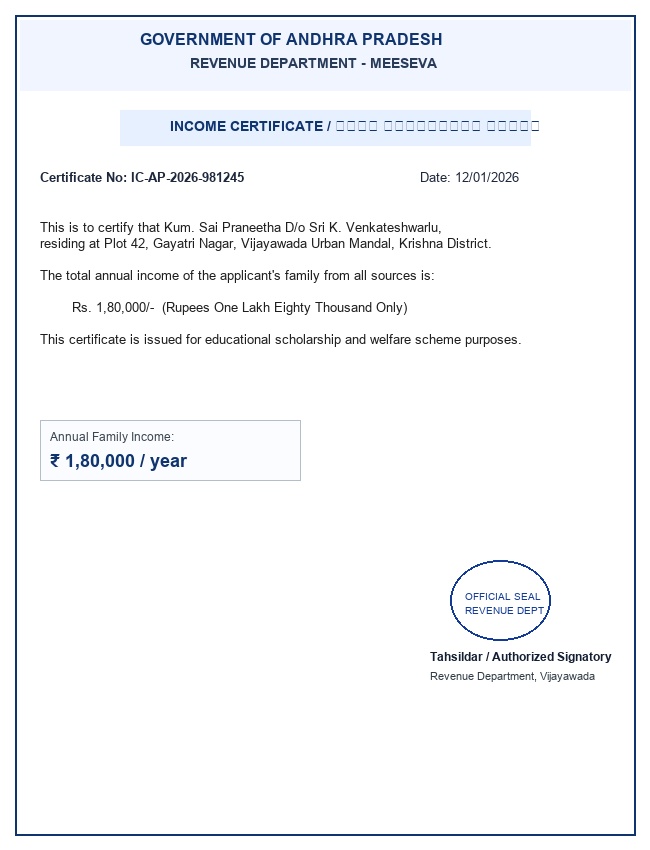 GOVERNMENT OF ANDHRA PRADESH
REVENUE DEPARTMENT - MEESEVA
INCOME CERTIFICATE /
Certificate No: IC-AP-2026-981245
Date: 12/01/2026
This is to certify that Kum. Sai Praneetha D/o Sri K. Venkateshwarlu,
residing at Plot 42, Gayatri Nagar, Vijayawada Urban Mandal, Krishna District.
The total annual income of the applicant's family from all sources is:
Rs. 1,80,000/- (Rupees One Lakh Eighty Thousand Only)
This certificate is issued for educational scholarship and welfare scheme purposes.
Annual Family Income:
₹ 1,80,000 / year
OFFICIAL SEAL
REVENUE DEPT
Tahsildar / Authorized Signatory
Revenue Department, Vijayawada